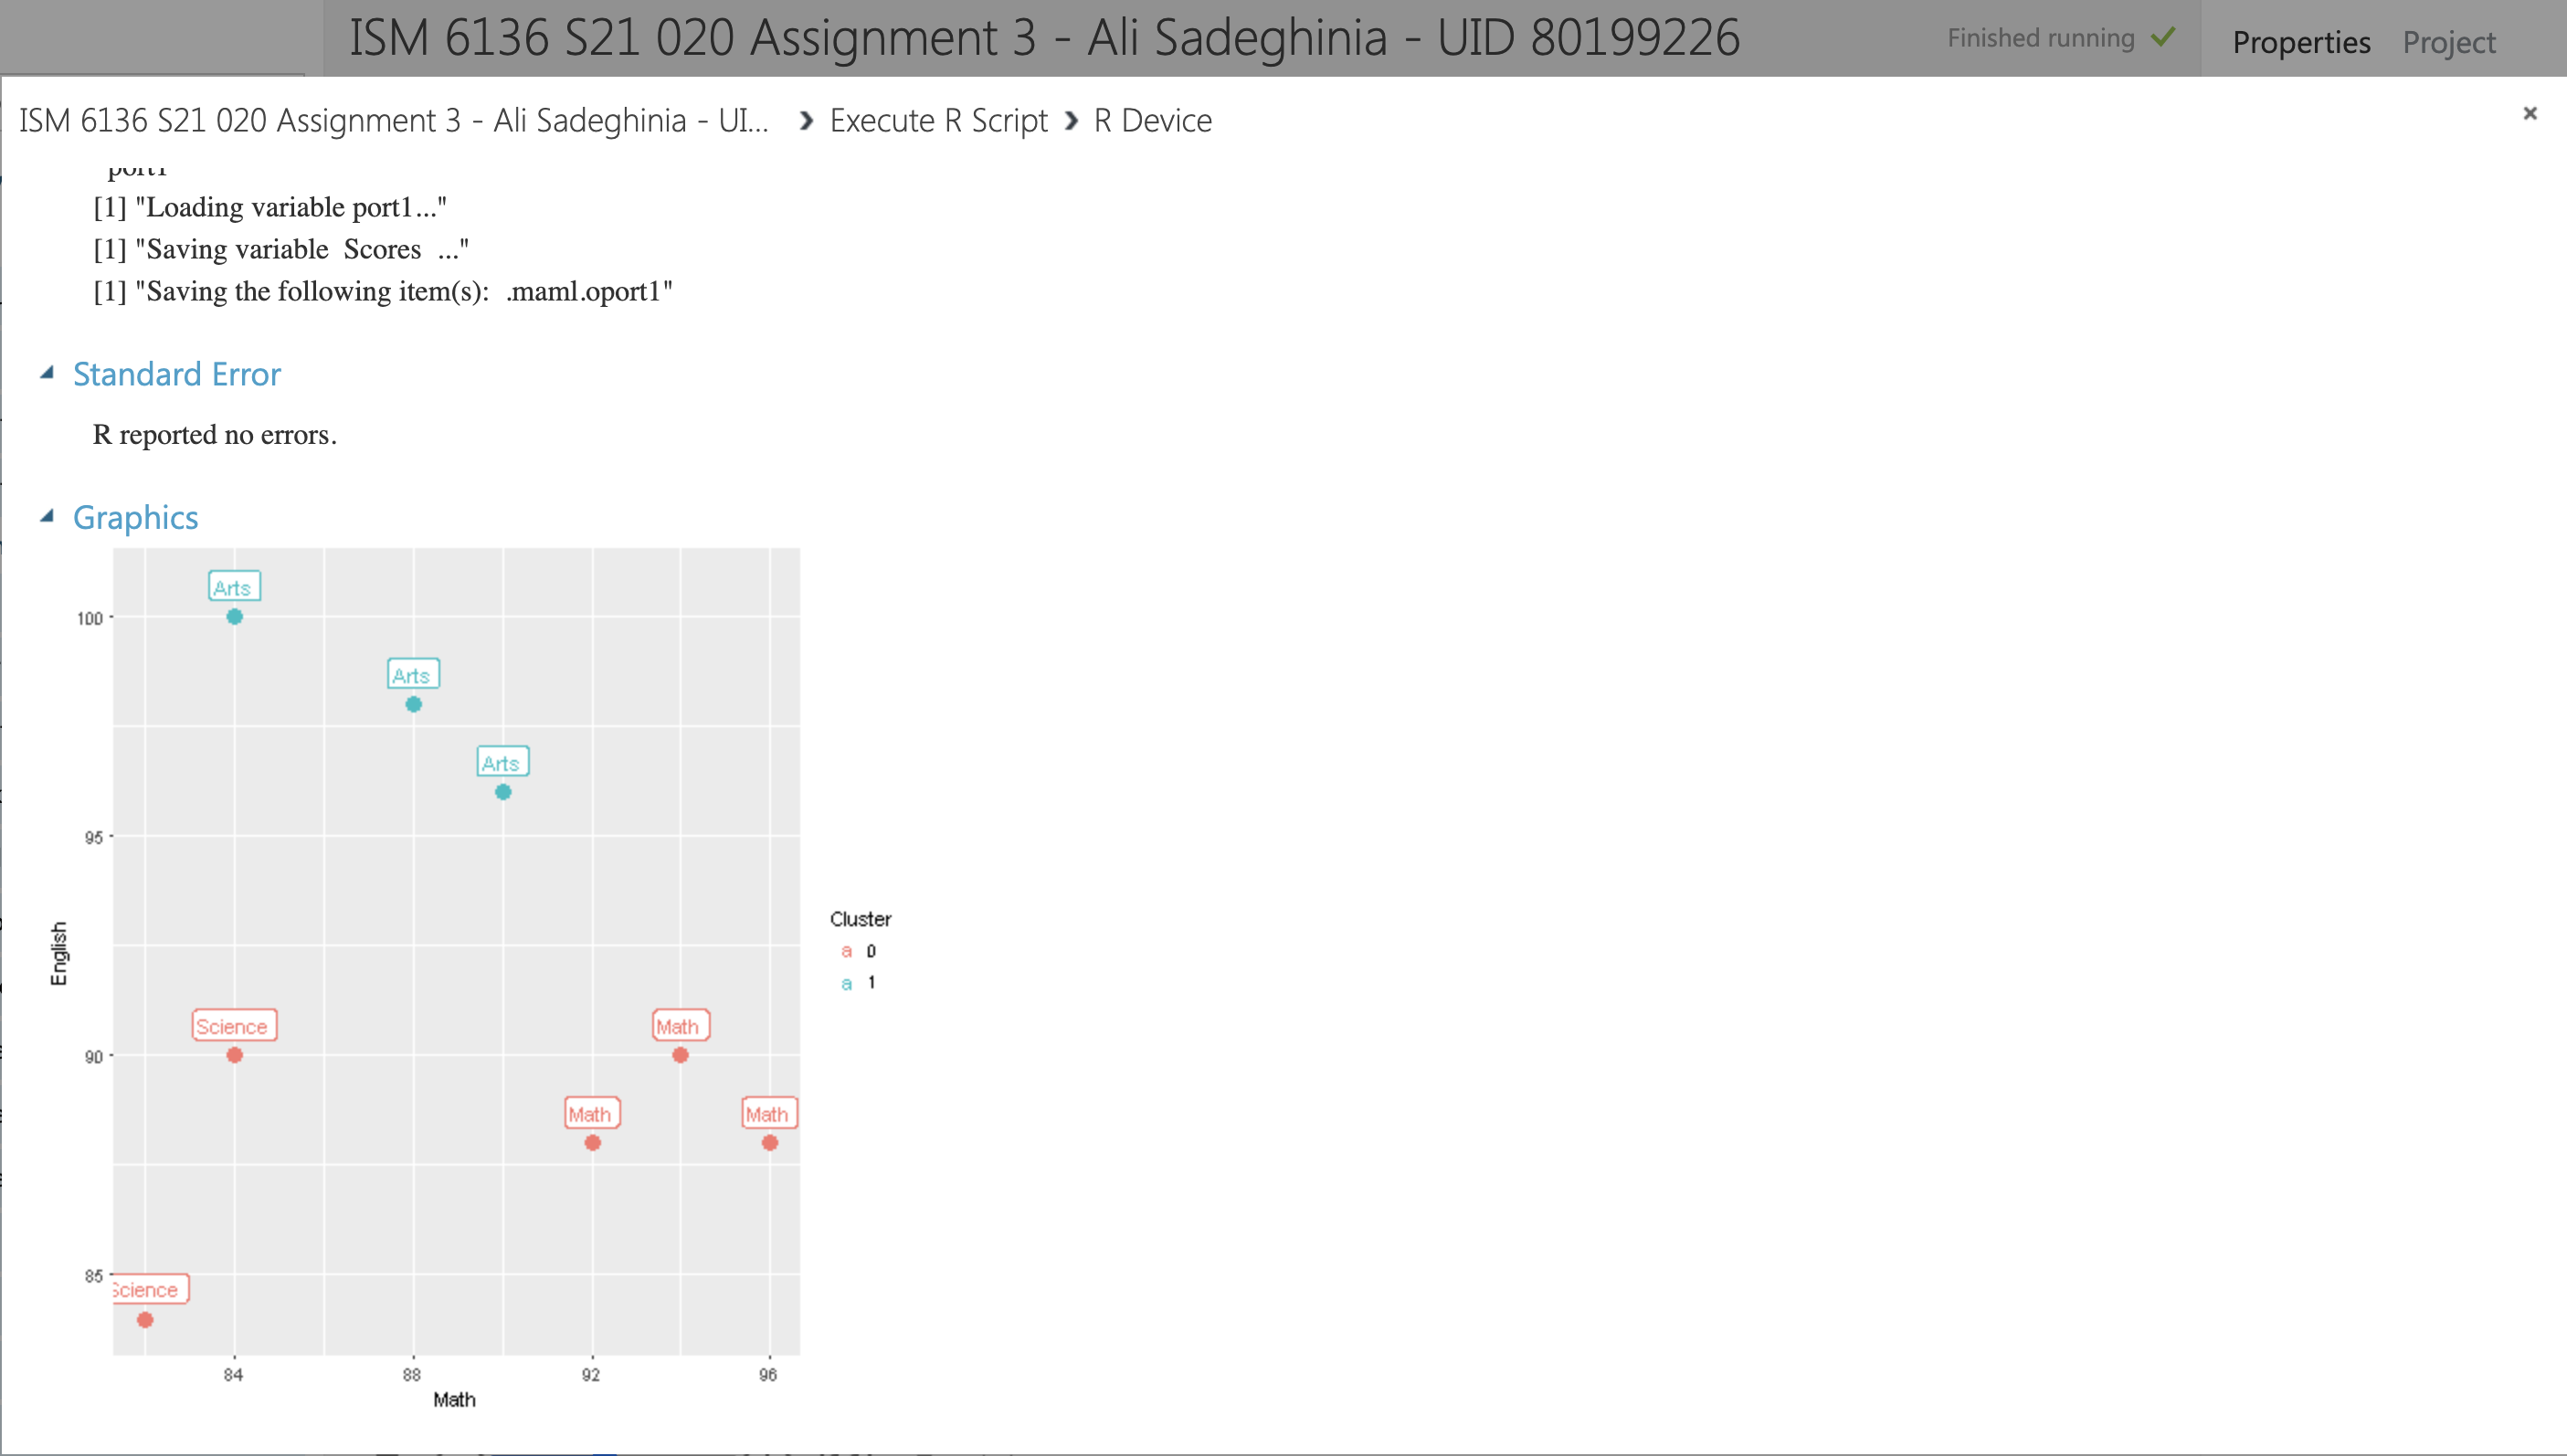 ISM 6136 S21 020 Assignment 3 - Ali Sadeghinia - UID 80199226
Finished running
Properties Project
ISM 6136 S21 020 Assignment 3 - Ali Sadeghinia - UI... › Execute R Script › R Device
port1
[1] "Loading variable port1..."
[1] "Saving variable  Scores  ..."
[1] "Saving the following item(s):  .maml.oport1"
Standard Error
R reported no errors.
Graphics
Arts
100
Arts
Arts
95
English
Cluster
a 0
a 1
Science
Math
90
Math
Math
85
Science
84
88
92
96
Math